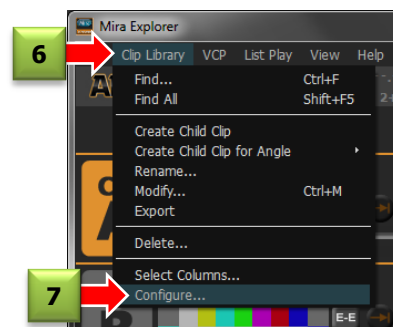 Mira Explorer
6
Clip Library VCP List Play View Help
Find... Ctrl+F
Find All Shift+F5
2
Create Child Clip
Create Child Clip for Angle
Rename...
Modify... Ctrl+M
Export
Delete...
Select Columns...
7
Configure...
E-E